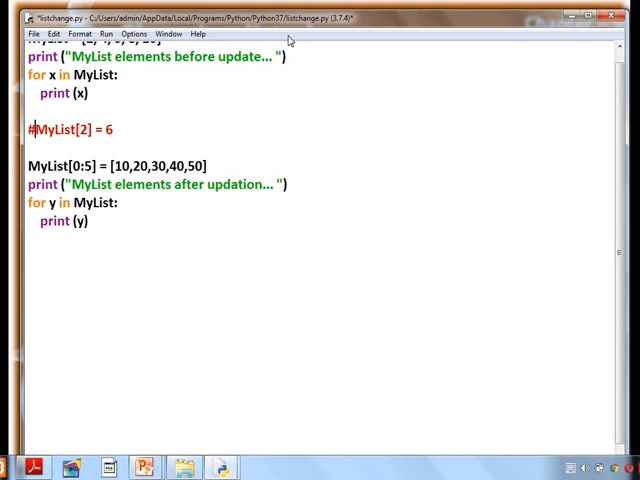 *listchange.py - C:/Users/admin/AppData/Local/Programs/Python/Python37/listchange.py (3.7.4)*
File Edit Format Run Options Window Help
print ("MyList elements before update... ")
for x in MyList:
print (x)
#MyList[2] = 6
MyList[0:5] = [10,20,30,40,50]
print ("MyList elements after updation... ")
for y in MyList:
print (y)